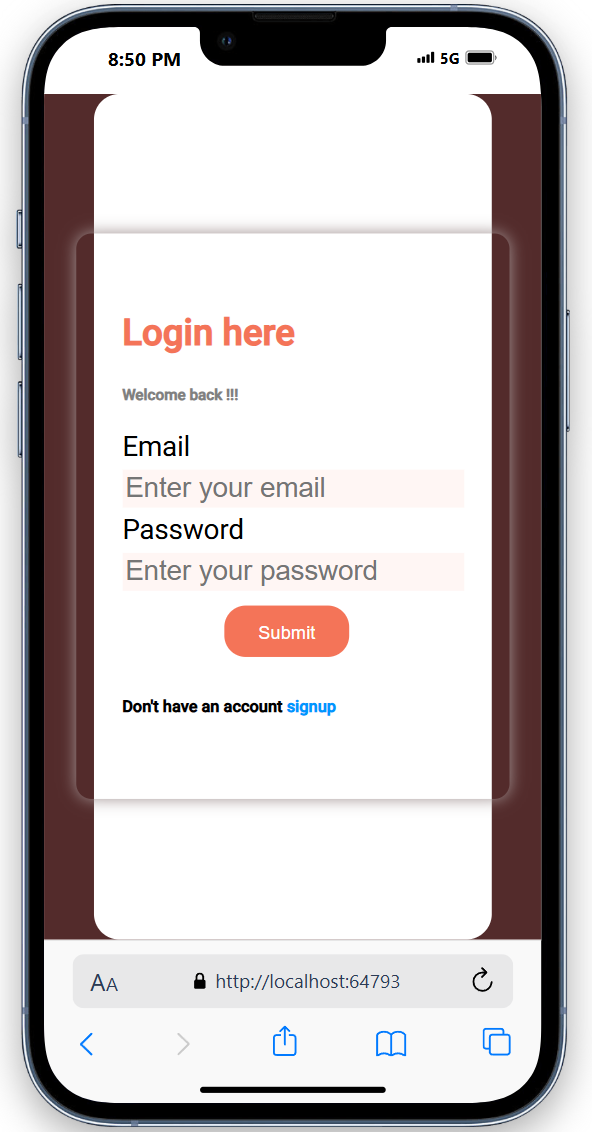 8:50 PM 5G
Login here
Welcome back !!!
Email
Enter your email
Password
Enter your password
Submit
Don't have an account signup
AA http://localhost:64793